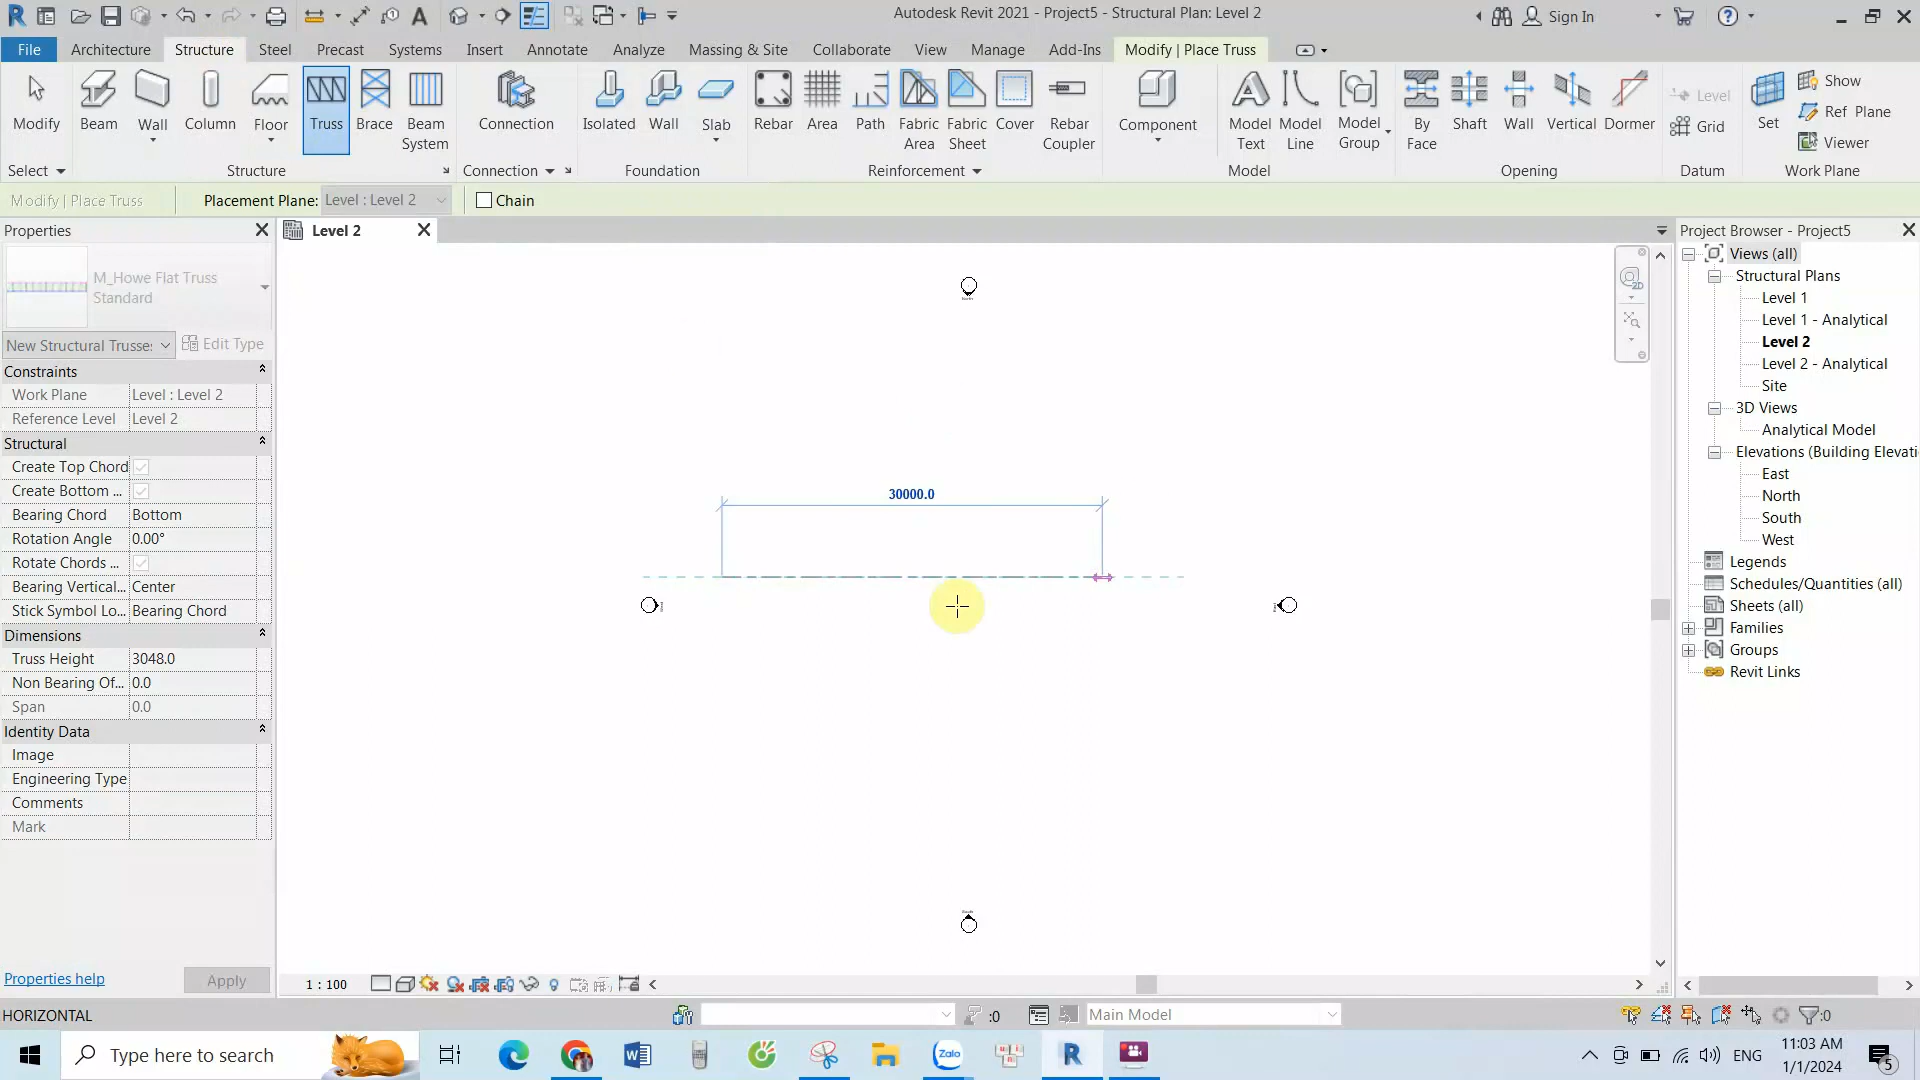 Autodesk Revit 2021 - Project5 - Structural Plan: Level 2
Sign In
File Architecture Structure Steel Precast Systems Insert Annotate Analyze Massing & Site Collaborate View Manage Add-Ins Modify | Place Truss
Modify Beam Wall Column Floor Truss Brace Beam System Connection Isolated Wall Slab Rebar Area Path Fabric Area Fabric Sheet Cover Rebar Coupler Component Model Text Model Line Model Group By Face Shaft Wall Vertical Dormer Level Grid Set Show Ref Plane Viewer
Select Structure Connection Foundation Reinforcement Model Opening Datum Work Plane
Modify | Place Truss Placement Plane: Level : Level 2 Chain
Properties
M_Howe Flat Truss
Standard
New Structural Trusse: Edit Type
Constraints
Work Plane Level : Level 2
Reference Level Level 2
Structural
Create Top Chord
Create Bottom ...
Bearing Chord Bottom
Rotation Angle 0.00°
Rotate Chords ...
Bearing Vertical... Center
Stick Symbol Lo... Bearing Chord
Dimensions
Truss Height 3048.0
Non Bearing Of... 0.0
Span 0.0
Identity Data
Image
Engineering Type
Comments
Mark
Properties help Apply
Level 2
2D
30000.0
1 : 100
Project Browser - Project5
Views (all)
Structural Plans
Level 1
Level 1 - Analytical
Level 2
Level 2 - Analytical
Site
3D Views
Analytical Model
Elevations (Building Elevati
East
North
South
West
Legends
Schedules/Quantities (all)
Sheets (all)
Families
Groups
Revit Links
HORIZONTAL :0 Main Model :0
Type here to search
Zalo
ENG
11:03 AM
1/1/2024
5